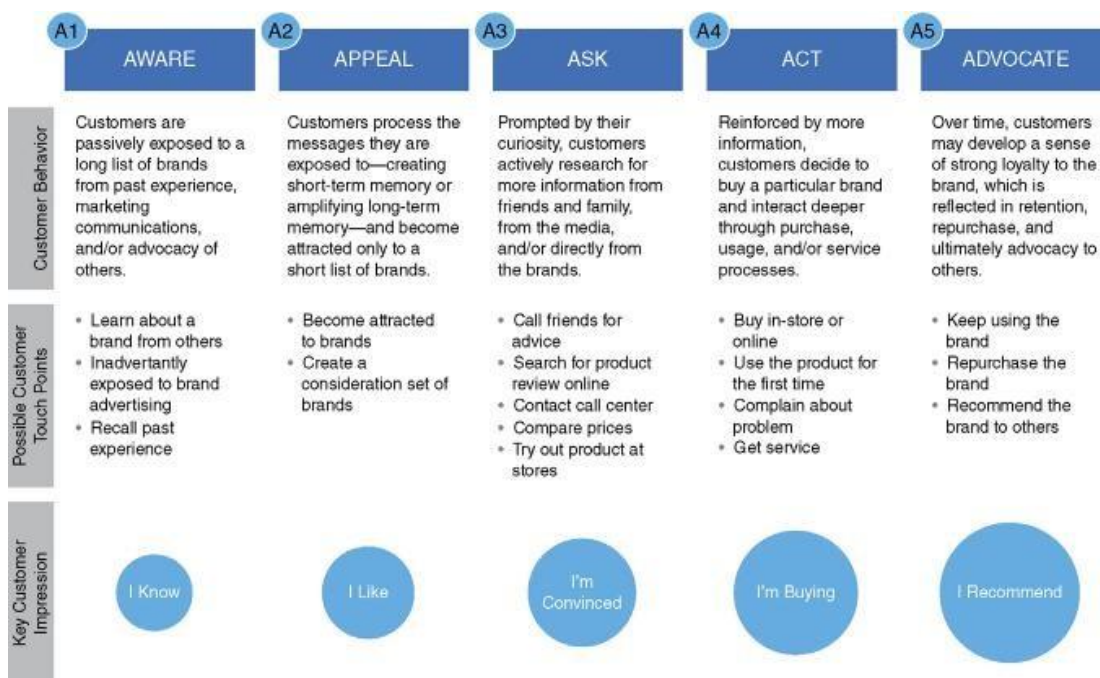 A1
AWARE
A2
APPEAL
A3
ASK
A4
ACT
A5
ADVOCATE
Customer Behavior
Customers are
passively exposed to a
long list of brands
from past experience,
marketing
communications,
and/or advocacy of
others.
Customers process the
messages they are
exposed to—creating
short-term memory or
amplifying long-term
memory—and become
attracted only to a
short list of brands.
Prompted by their
curiosity, customers
actively research for
more information from
friends and family,
from the media,
and/or directly from
the brands.
Reinforced by more
information,
customers decide to
buy a particular brand
and interact deeper
through purchase,
usage, and/or service
processes.
Over time, customers
may develop a sense
of strong loyalty to the
brand, which is
reflected in retention,
repurchase, and
ultimately advocacy to
others.
Possible Customer
Touch Points
• Learn about a
brand from others
• Inadvertantly
exposed to brand
advertising
• Recall past
experience
• Become attracted
to brands
• Create a
consideration set of
brands
• Call friends for
advice
• Search for product
review online
• Contact call center
• Compare prices
• Try out product at
stores
• Buy in-store or
online
• Use the product for
the first time
• Complain about
problem
• Get service
• Keep using the
brand
• Repurchase the
brand
• Recommend the
brand to others
Key Customer
Impression
I Know
I Like
I'm
Convinced
I'm Buying
I Recommend